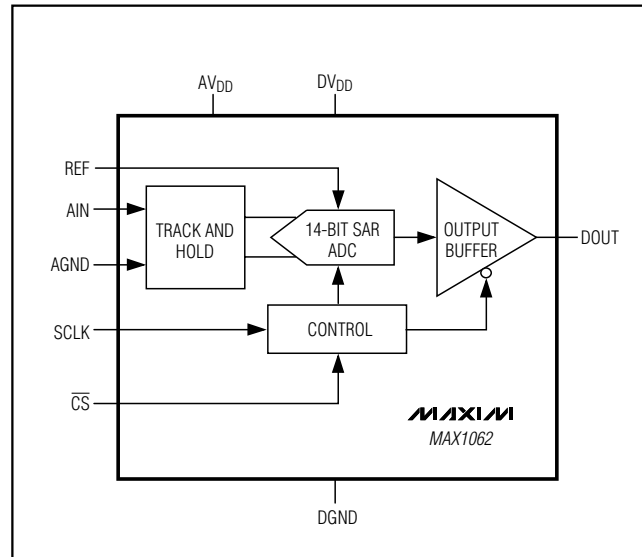 AVDD
DVDD
REF
AIN
AGND
SCLK
CS
TRACK AND
HOLD
14-BIT SAR
ADC
CONTROL
OUTPUT
BUFFER
DOUT
MAXIM
MAX1062
DGND